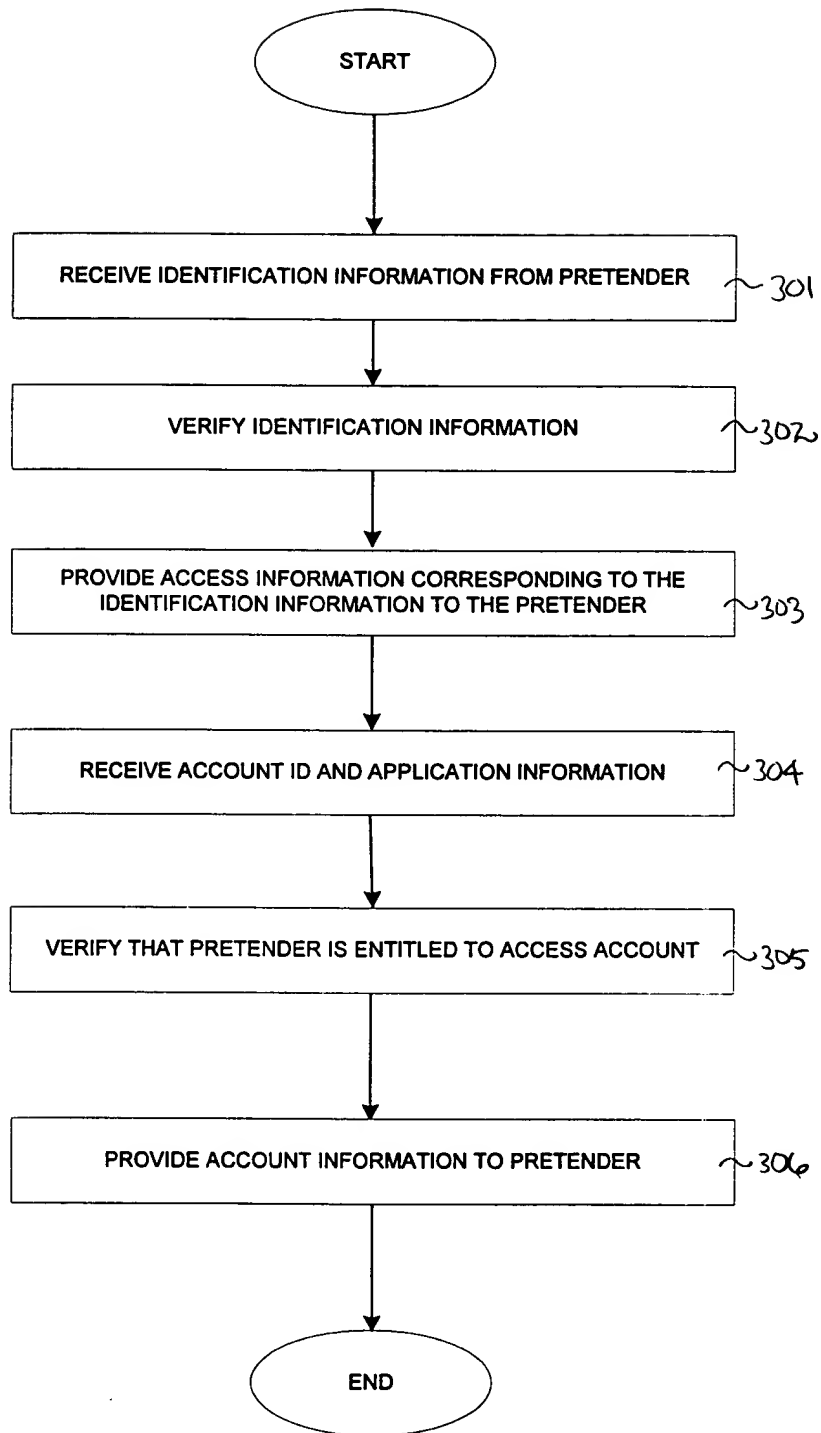 START
RECEIVE IDENTIFICATION INFORMATION FROM PRETENDER
301
VERIFY IDENTIFICATION INFORMATION
302
PROVIDE ACCESS INFORMATION CORRESPONDING TO THE
IDENTIFICATION INFORMATION TO THE PRETENDER
303
RECEIVE ACCOUNT ID AND APPLICATION INFORMATION
304
VERIFY THAT PRETENDER IS ENTITLED TO ACCESS ACCOUNT
305
PROVIDE ACCOUNT INFORMATION TO PRETENDER
306
END